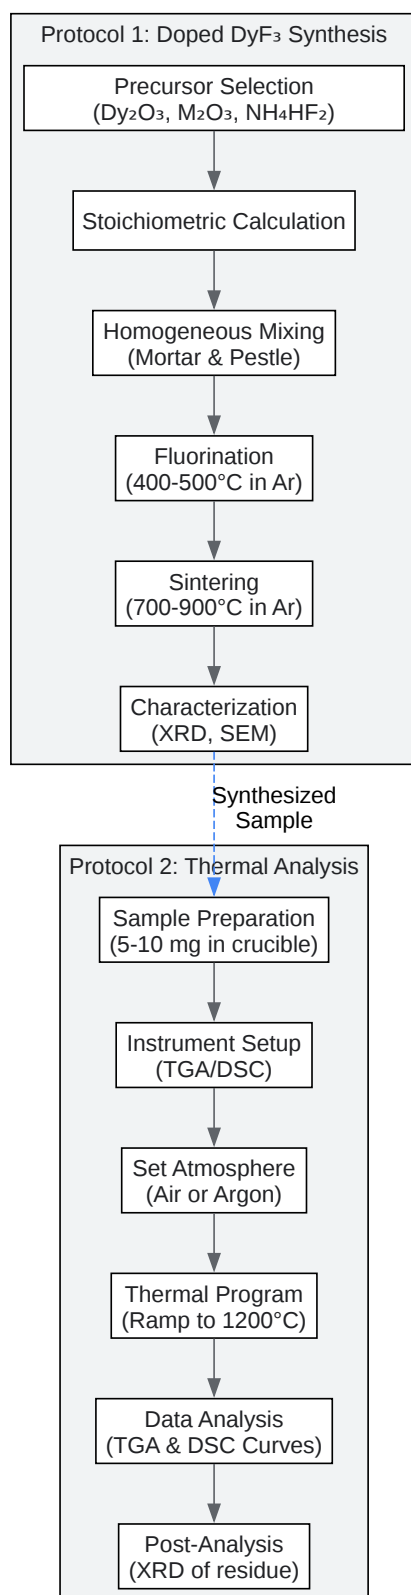 Protocol 1: Doped DyF₃ Synthesis
Precursor Selection
(Dy₂O₃, M₂O₃, NH₄HF₂)
Stoichiometric Calculation
Homogeneous Mixing
(Mortar & Pestle)
Fluorination
(400-500°C in Ar)
Sintering
(700-900°C in Ar)
Characterization
(XRD, SEM)
Synthesized
Sample
Protocol 2: Thermal Analysis
Sample Preparation
(5-10 mg in crucible)
Instrument Setup
(TGA/DSC)
Set Atmosphere
(Air or Argon)
Thermal Program
(Ramp to 1200°C)
Data Analysis
(TGA & DSC Curves)
Post-Analysis
(XRD of residue)